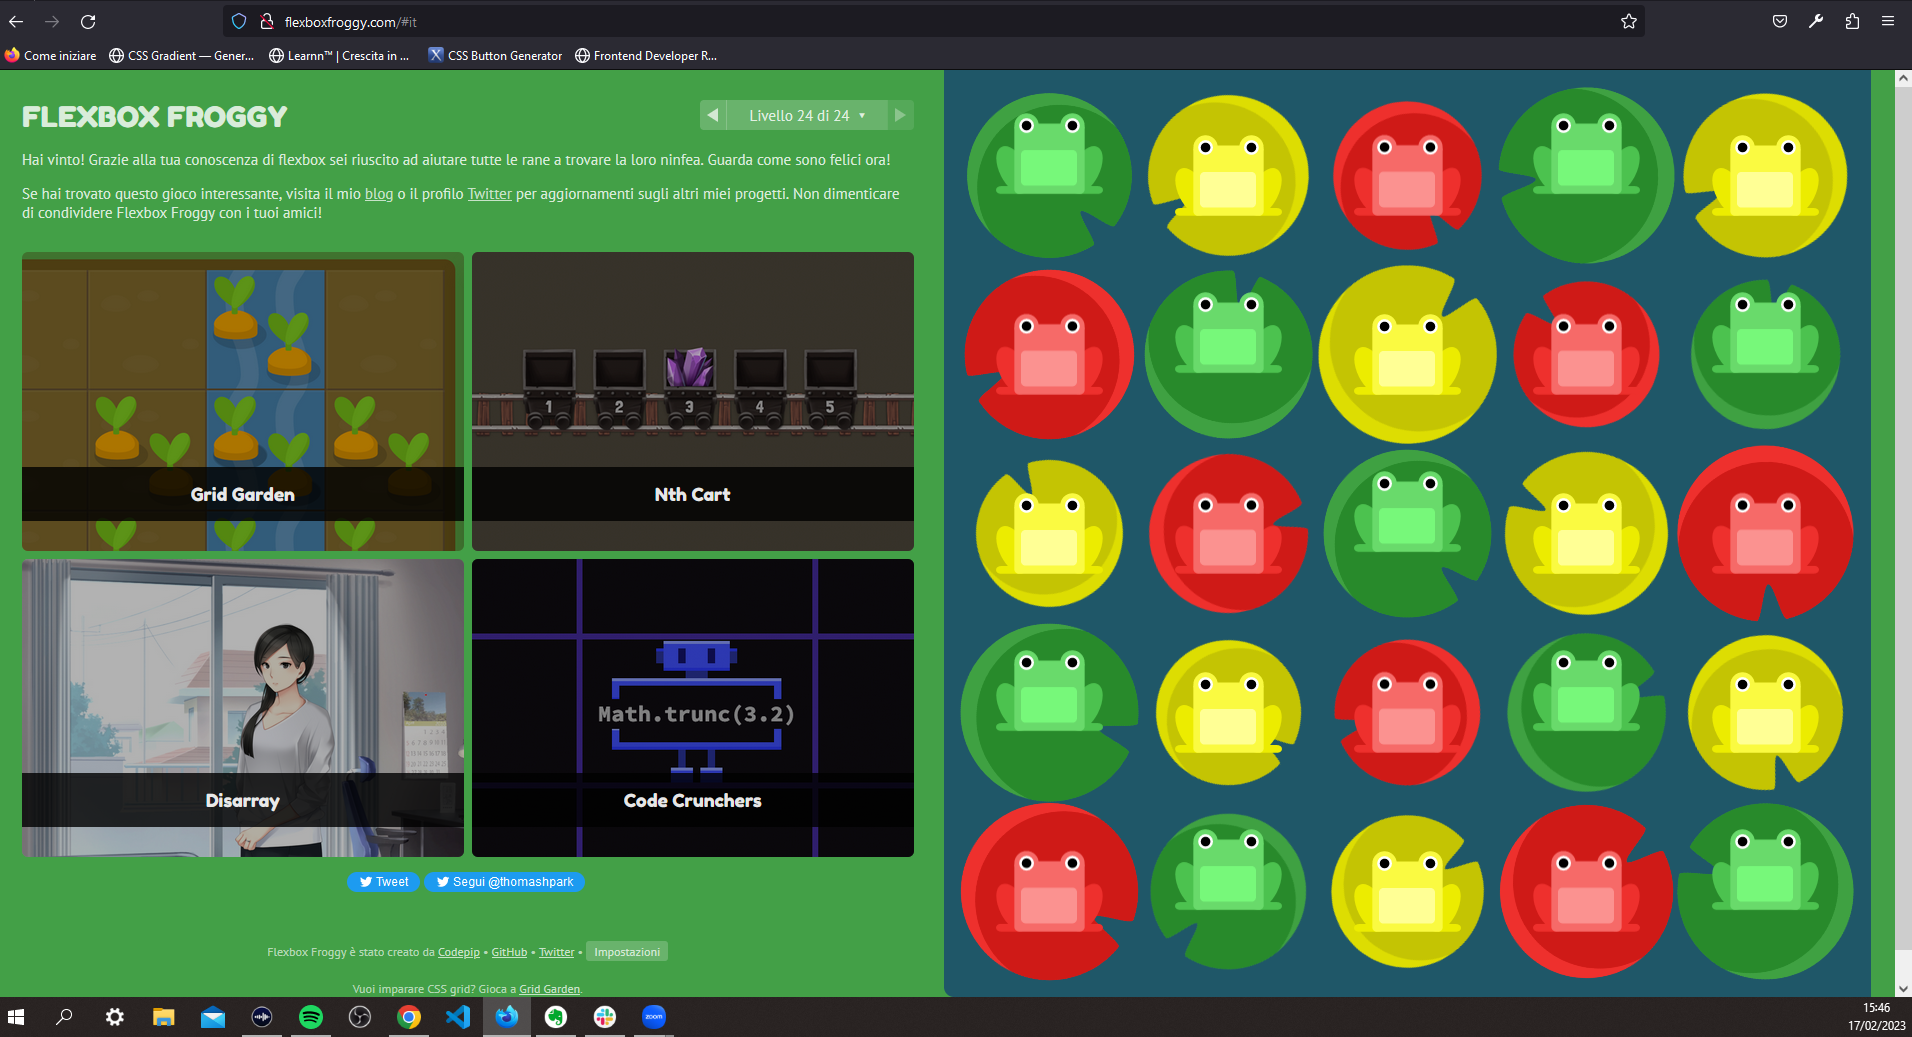 flexboxfroggy.com/#it
Come iniziare
CSS Gradient — Gener...
Learnn™ | Crescita in ...
X
CSS Button Generator
Frontend Developer R...
FLEXBOX FROGGY
Livello 24 di 24
Hai vinto! Grazie alla tua conoscenza di flexbox sei riuscito ad aiutare tutte le rane a trovare la loro ninfea. Guarda come sono felici ora!
Se hai trovato questo gioco interessante, visita il mio blog o il profilo Twitter per aggiornamenti sugli altri miei progetti. Non dimenticare
di condividere Flexbox Froggy con i tuoi amici!
1 2 3 4 5
Grid Garden
Nth Cart
Math.trunc(3.2)
Disarray
Code Crunchers
Tweet
Segui @thomashpark
Flexbox Froggy è stato creato da Codepip • GitHub • Twitter • Impostazioni
Vuoi imparare CSS grid? Gioca a Grid Garden.
zoom
15:46
17/02/2023